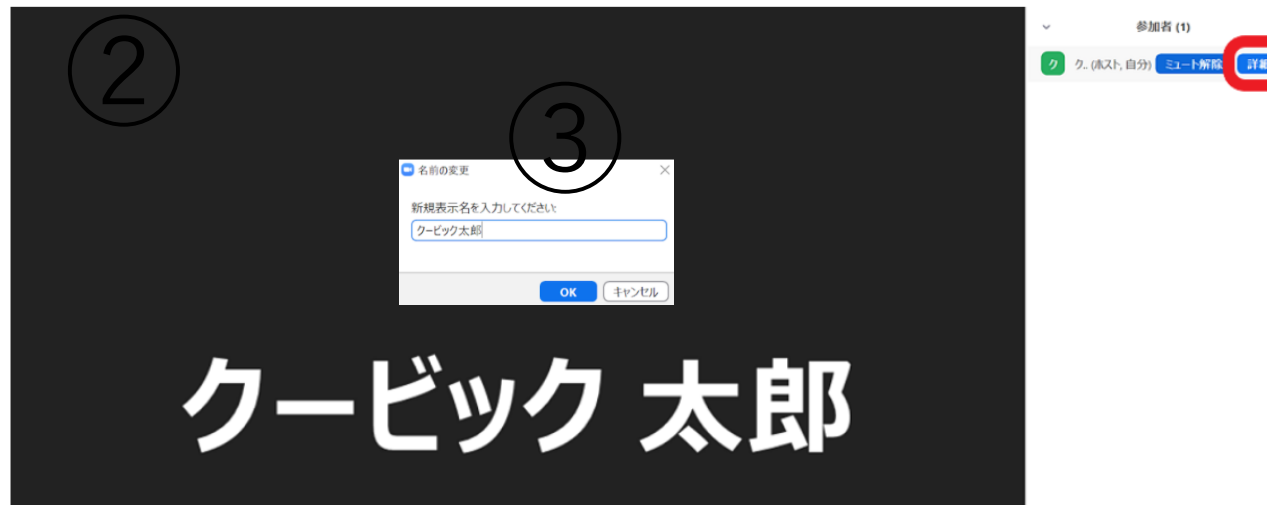 ②
③
名前の変更
新規表示名を入力してください:
クービック太郎
OK キャンセル
クービック 太郎
参加者 (1)
ク ク.. (ホスト, 自分) ミュート解除 詳細